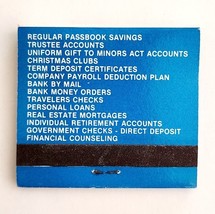 REGULAR PASSBOOK SAVINGS
TRUSTEE ACCOUNTS
UNIFORM GIFT TO MINORS ACT ACCOUNTS
CHRISTMAS CLUBS
TERM DEPOSIT CERTIFICATES
COMPANY PAYROLL DEDUCTION PLAN
BANK BY MAIL
BANK MONEY ORDERS
TRAVELERS CHECKS
PERSONAL LOANS
REAL ESTATE MORTGAGES
INDIVIDUAL RETIREMENT ACCOUNTS
GOVERNMENT CHECKS - DIRECT DEPOSIT
FINANCIAL COUNSELING